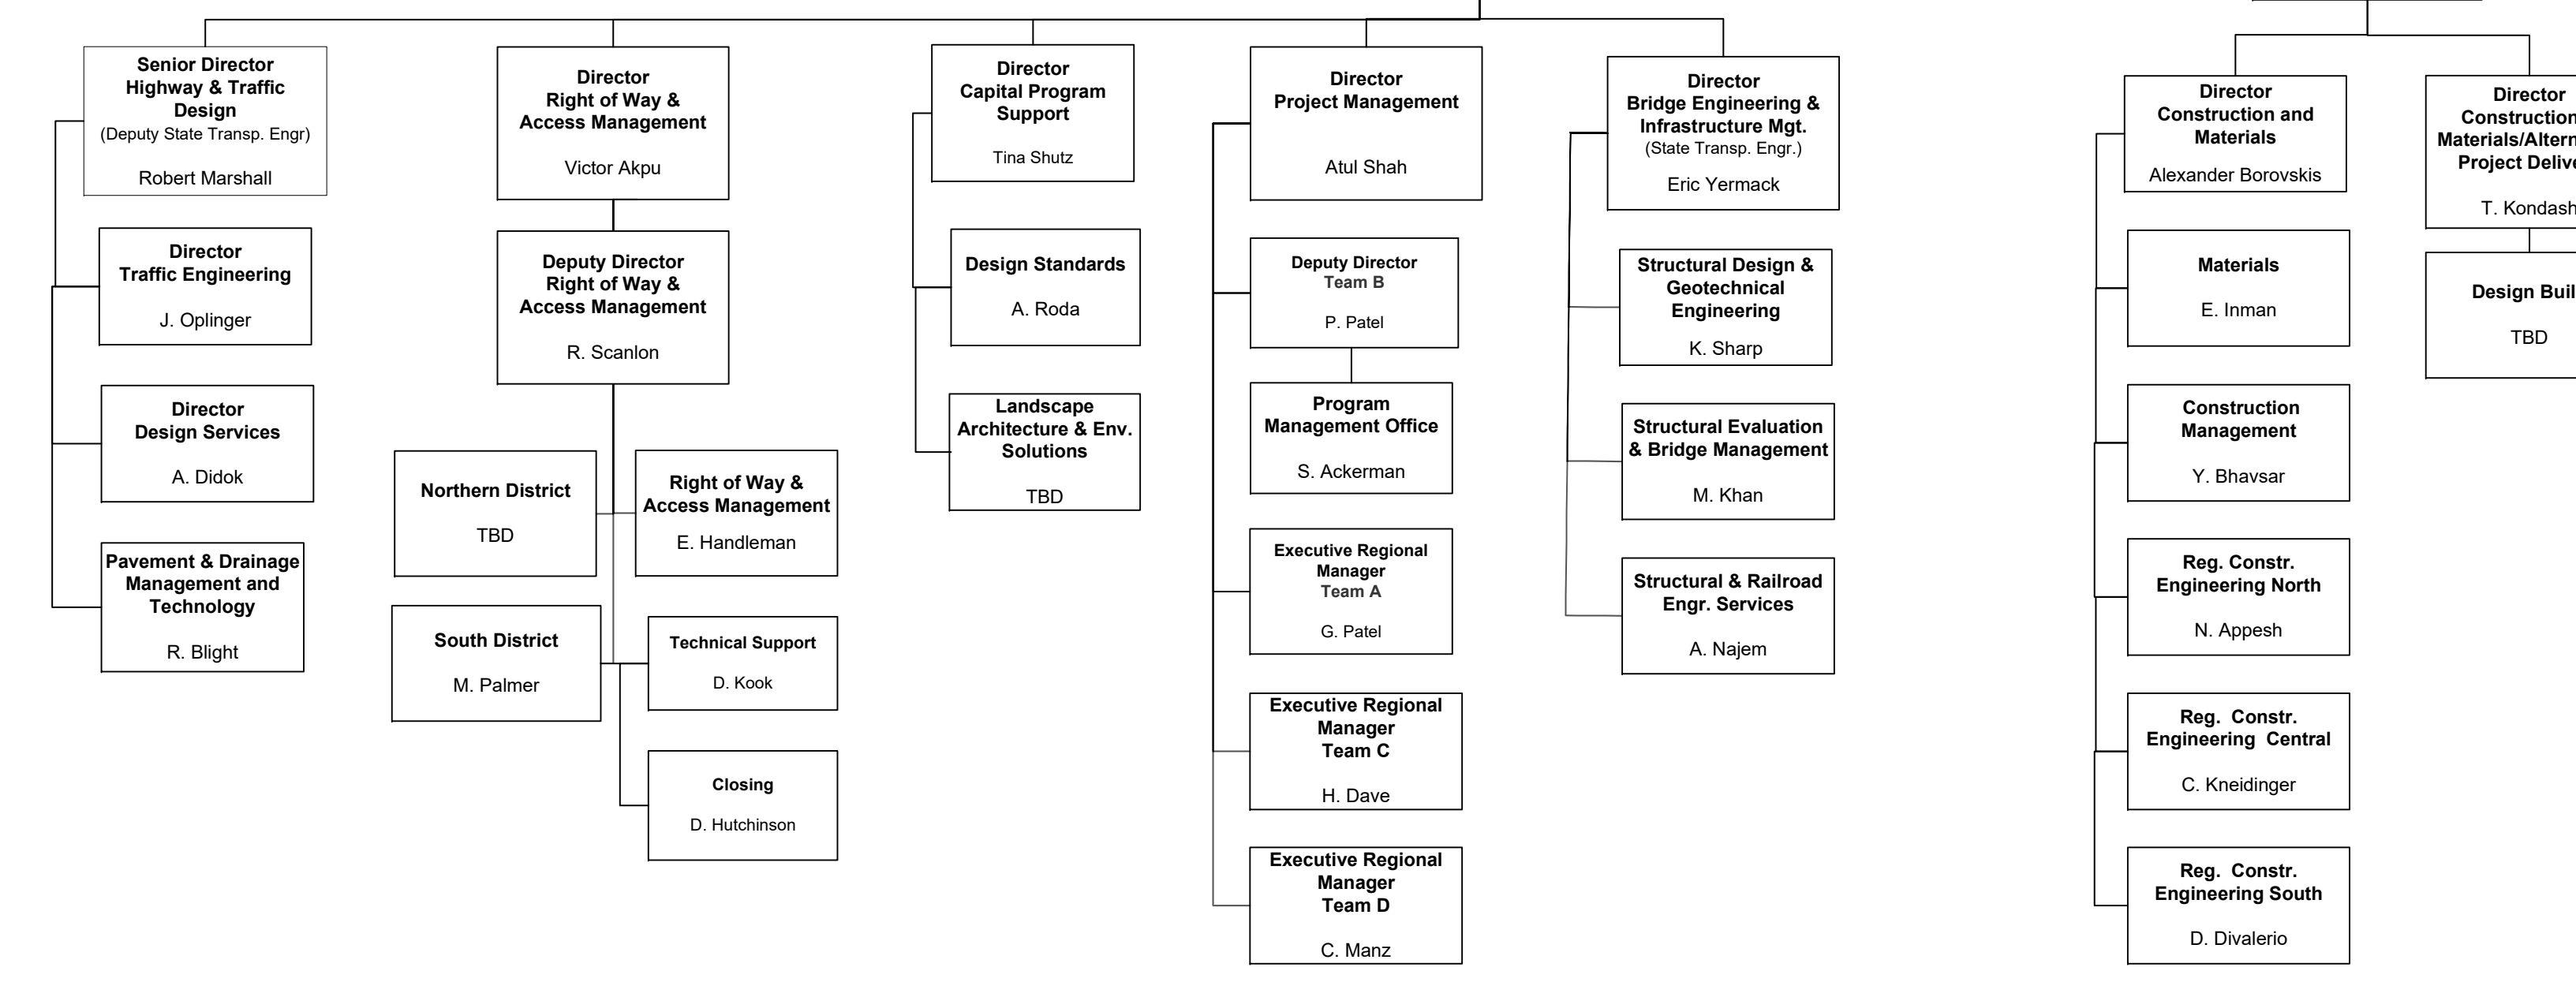 Senior Director
Highway & Traffic
Design
(Deputy State Transp. Engr)
Robert Marshall
Director
Traffic Engineering
J. Oplinger
Director
Design Services
A. Didok
Pavement & Drainage
Management and
Technology
R. Blight
Director
Right of Way &
Access Management
Victor Akpu
Deputy Director
Right of Way &
Access Management
R. Scanlon
Northern District
TBD
Right of Way &
Access Management
E. Handleman
South District
M. Palmer
Technical Support
D. Kook
Closing
D. Hutchinson
Director
Capital Program
Support
Tina Shutz
Design Standards
A. Roda
Landscape
Architecture & Env.
Solutions
TBD
Director
Project Management
Atul Shah
Deputy Director
Team B
P. Patel
Program
Management Office
S. Ackerman
Executive Regional
Manager
Team A
G. Patel
Executive Regional
Manager
Team C
H. Dave
Executive Regional
Manager
Team D
C. Manz
Director
Bridge Engineering &
Infrastructure Mgt.
(State Transp. Engr.)
Eric Yermack
Structural Design &
Geotechnical
Engineering
K. Sharp
Structural Evaluation
& Bridge Management
M. Khan
Structural & Railroad
Engr. Services
A. Najem
Director
Construction and
Materials
Alexander Borovskis
Materials
E. Inman
Construction
Management
Y. Bhavsar
Reg. Constr.
Engineering North
N. Appesh
Reg. Constr.
Engineering Central
C. Kneidinger
Reg. Constr.
Engineering South
D. Divalerio
Director
Construction
Materials/Altern
Project Delive
T. Kondash
Design Buil
TBD